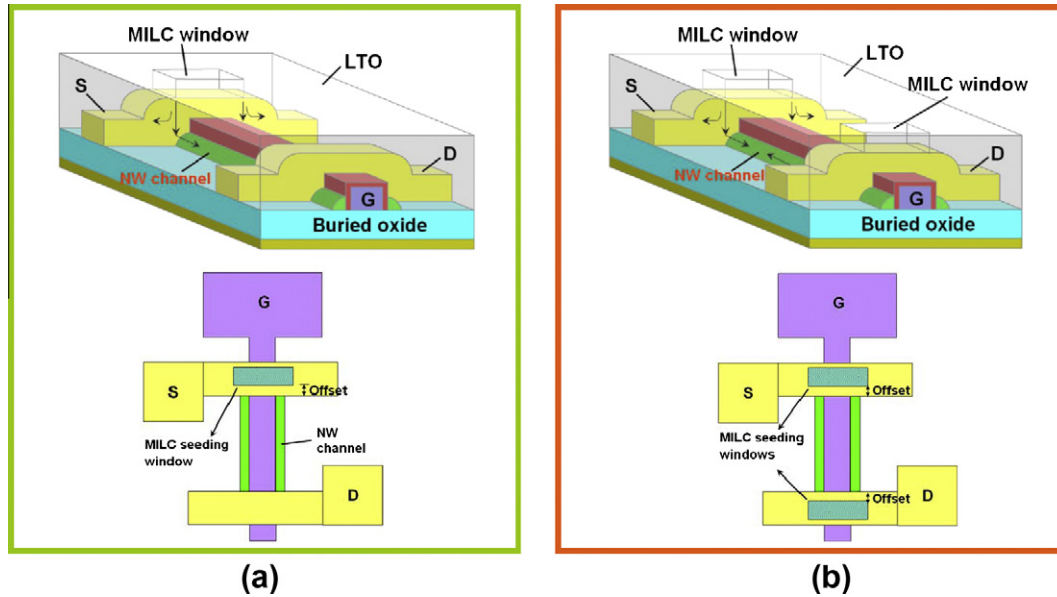 MILC window
LTO
S
NW channel
D
G
Buried oxide
G
S
Offset
MILC seeding
window
NW
channel
D
(a)
MILC window
LTO
MILC window
S
NW channel
D
G
Buried oxide
G
S
Offset
MILC seeding
windows
Offset
D
(b)